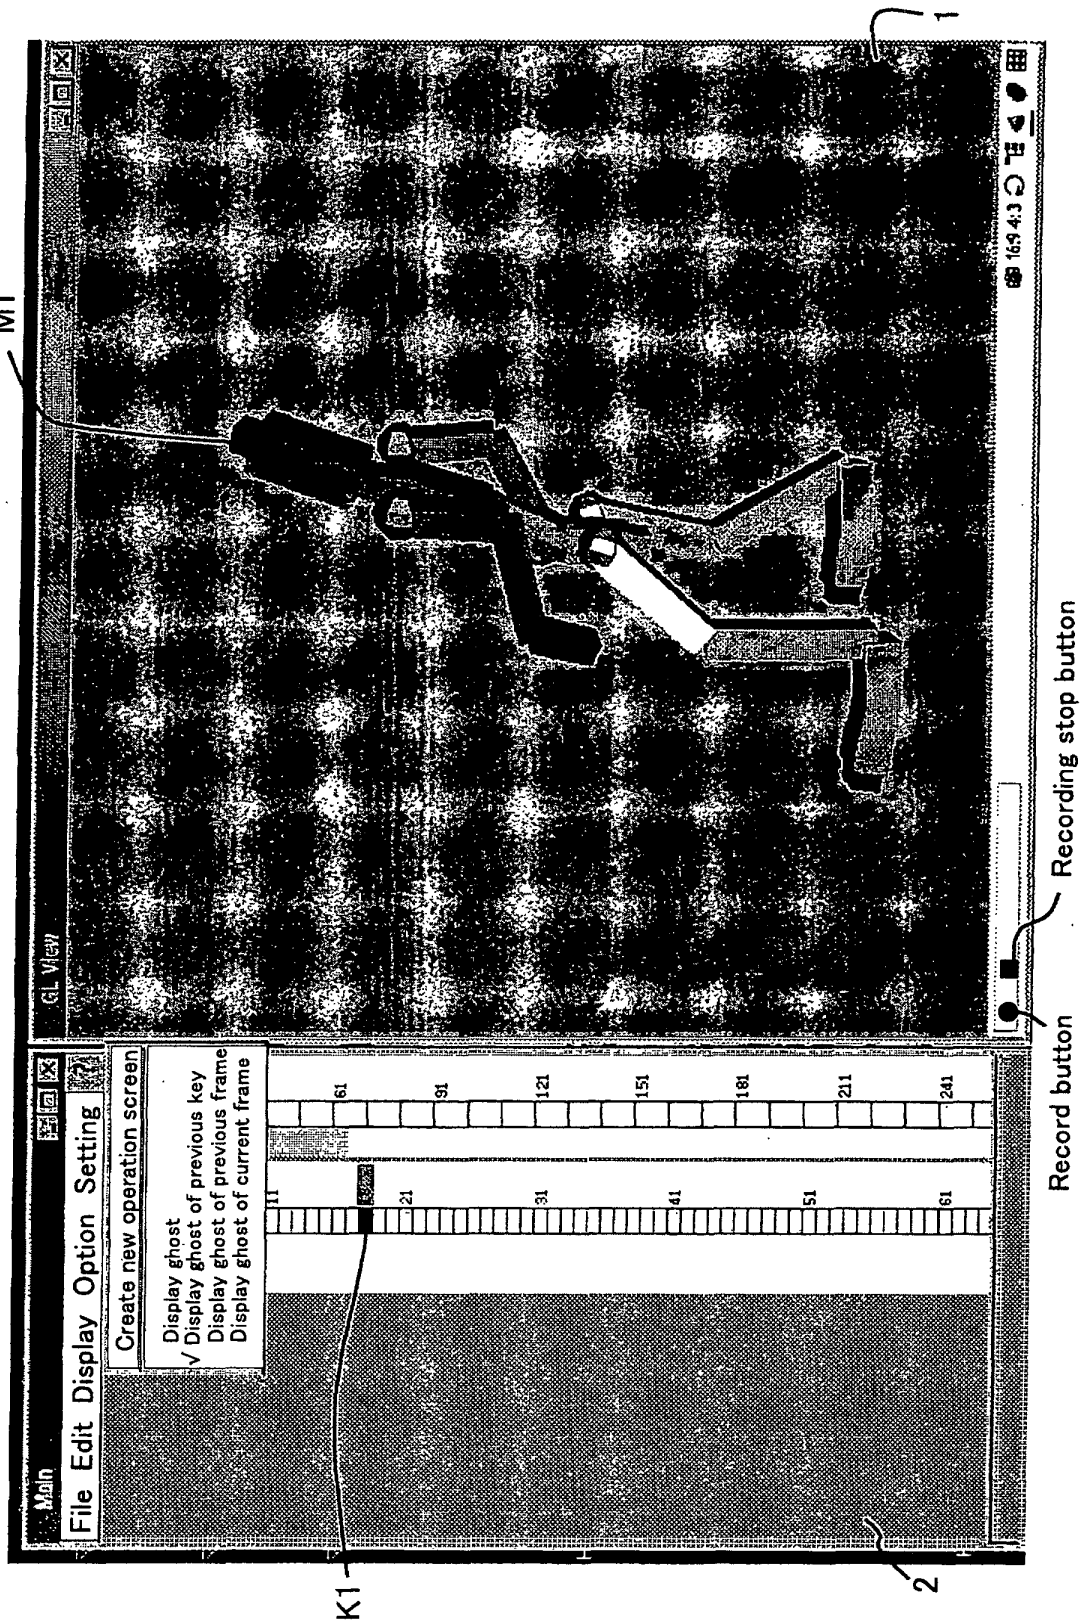 M1
Main
File Edit Display Option Setting ?
Create new operation screen
Display ghost
√ Display ghost of previous key
Display ghost of previous frame
Display ghost of current frame
11
21
31
41
51
61
61
91
121
151
181
211
241
K1
2
GL View
16:9 4:3
1
Record button
Recording stop button